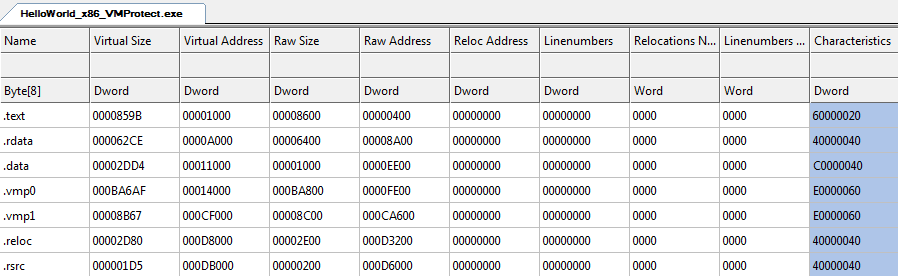 HelloWorld_x86_VMProtect.exe
Name Virtual Size Virtual Address Raw Size Raw Address Reloc Address Linenumbers Relocations N... Linenumbers ... Characteristics
Byte[8] Dword Dword Dword Dword Dword Dword Word Word Dword
.text 0000859B 00001000 00008600 00000400 00000000 00000000 0000 0000 60000020
.rdata 000062CE 0000A000 00006400 00008A00 00000000 00000000 0000 0000 40000040
.data 00002DD4 00011000 00001000 0000EE00 00000000 00000000 0000 0000 C0000040
.vmp0 000BA6AF 00014000 000BA800 0000FE00 00000000 00000000 0000 0000 E0000060
.vmp1 00008B67 000CF000 00008C00 000CA600 00000000 00000000 0000 0000 E0000060
.reloc 00002D80 000D8000 00002E00 000D3200 00000000 00000000 0000 0000 40000040
.rsrc 000001D5 000DB000 00000200 000D6000 00000000 00000000 0000 0000 40000040